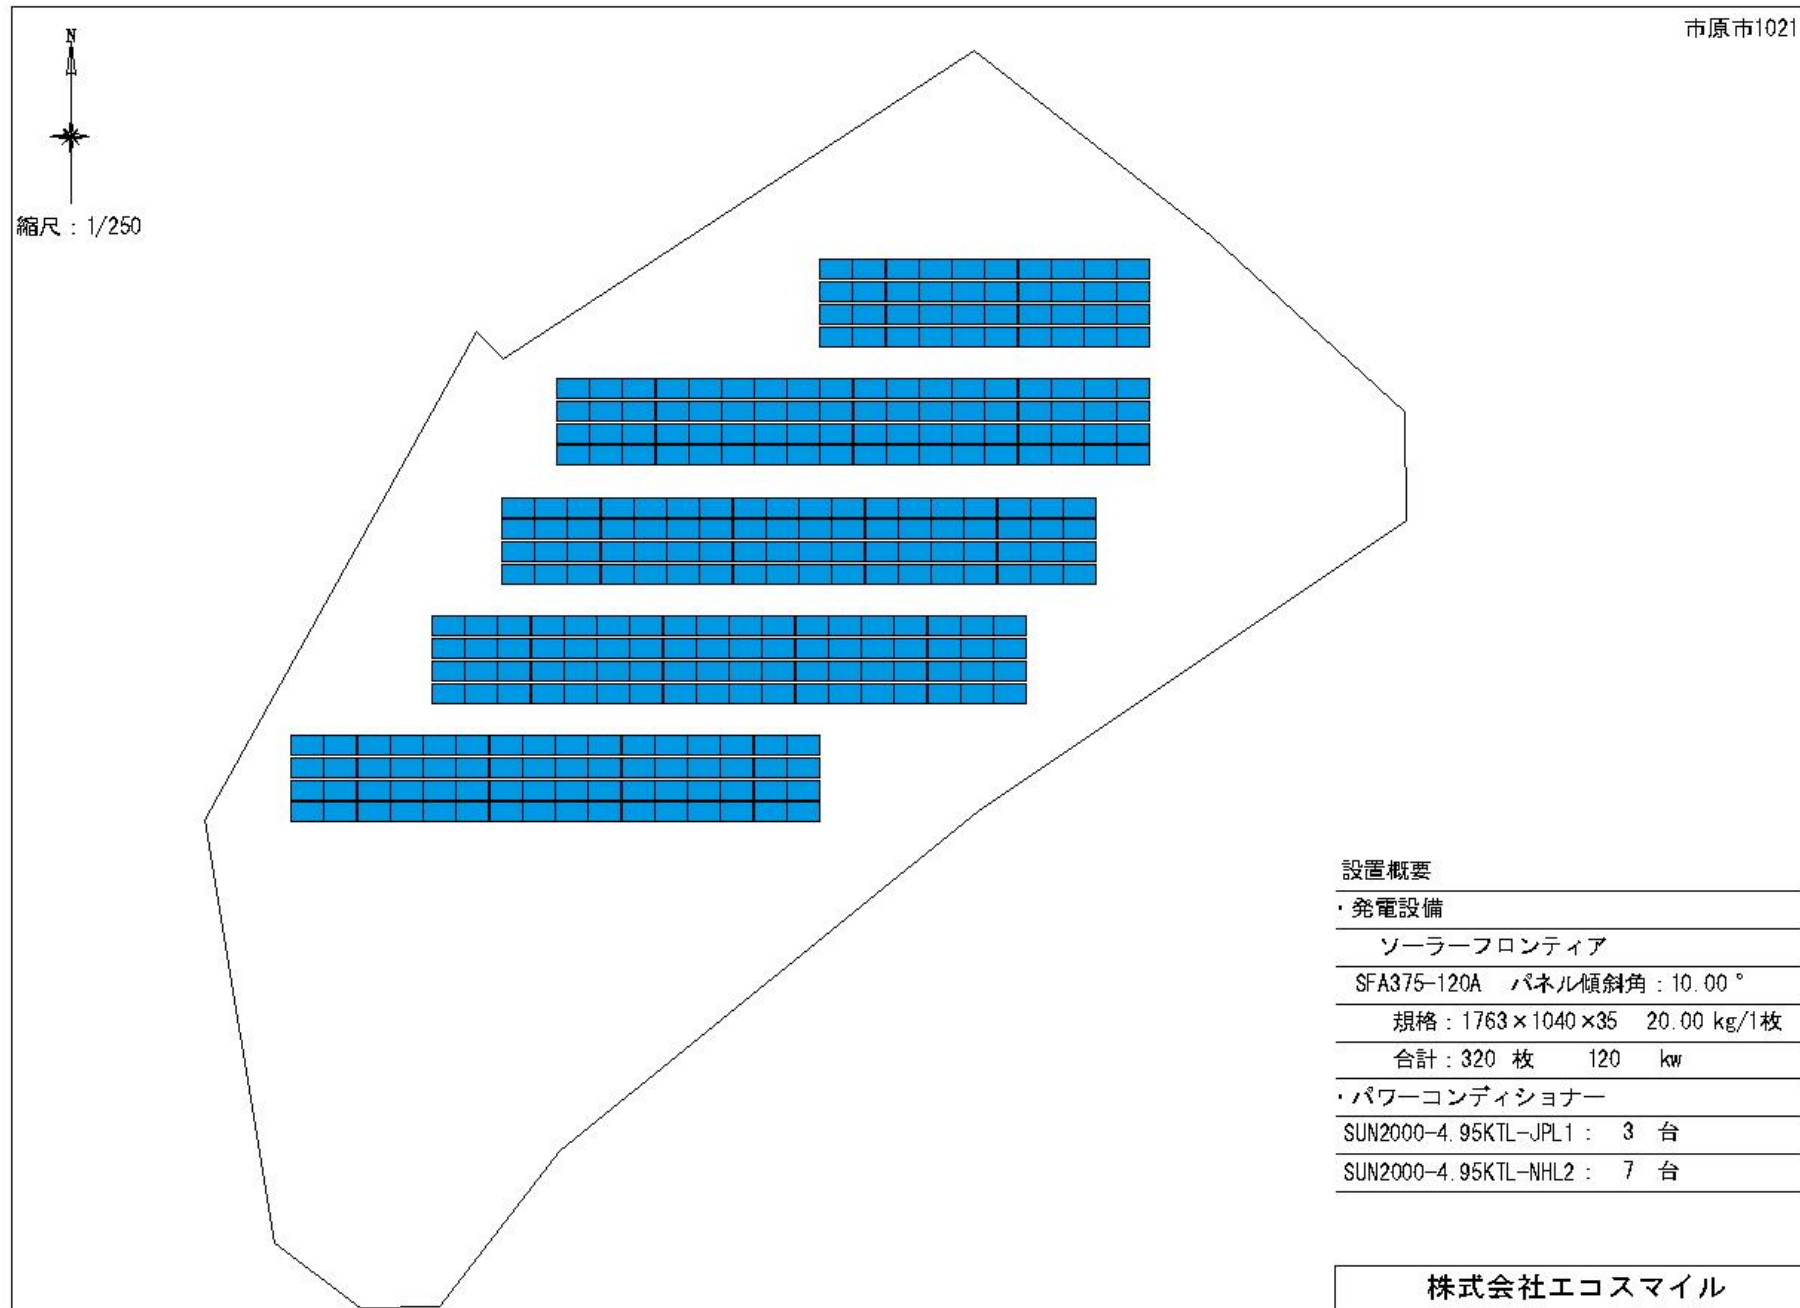 市原市1021
N
縮尺：1/250
設置概要
・発電設備
ソーラーフロンティア
SFA375-120A　パネル傾斜角：10.00°
規格：1763×1040×35　20.00 kg/1枚
合計：320 枚　120　kw
・パワーコンディショナー
SUN2000-4.95KTL-JPL1：　3　台
SUN2000-4.95KTL-NHL2：　7　台
株式会社エコスマイル